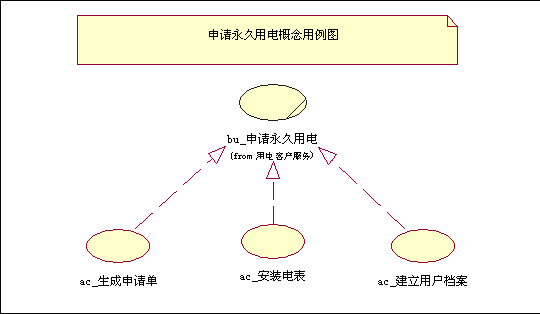 申请永久用电概念用例图
bu_申请永久用电
(from 用电客户服务)
ac_生成申请单
ac_安装电表
ac_建立用户档案